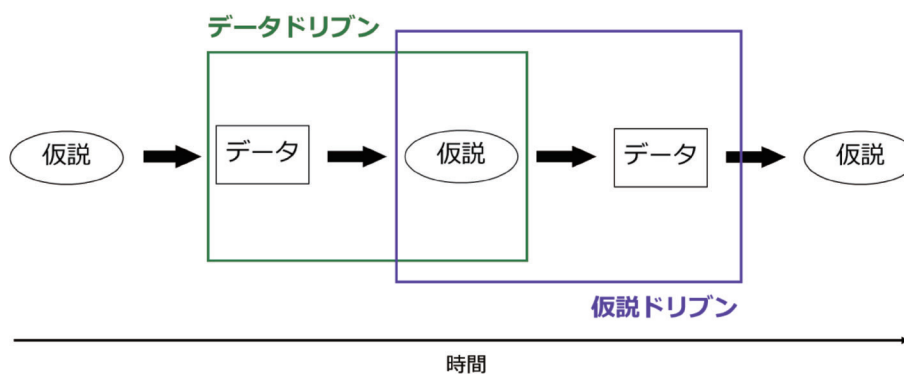 データドリブン
仮説
データ
仮説
データ
仮説
仮説ドリブン
時間